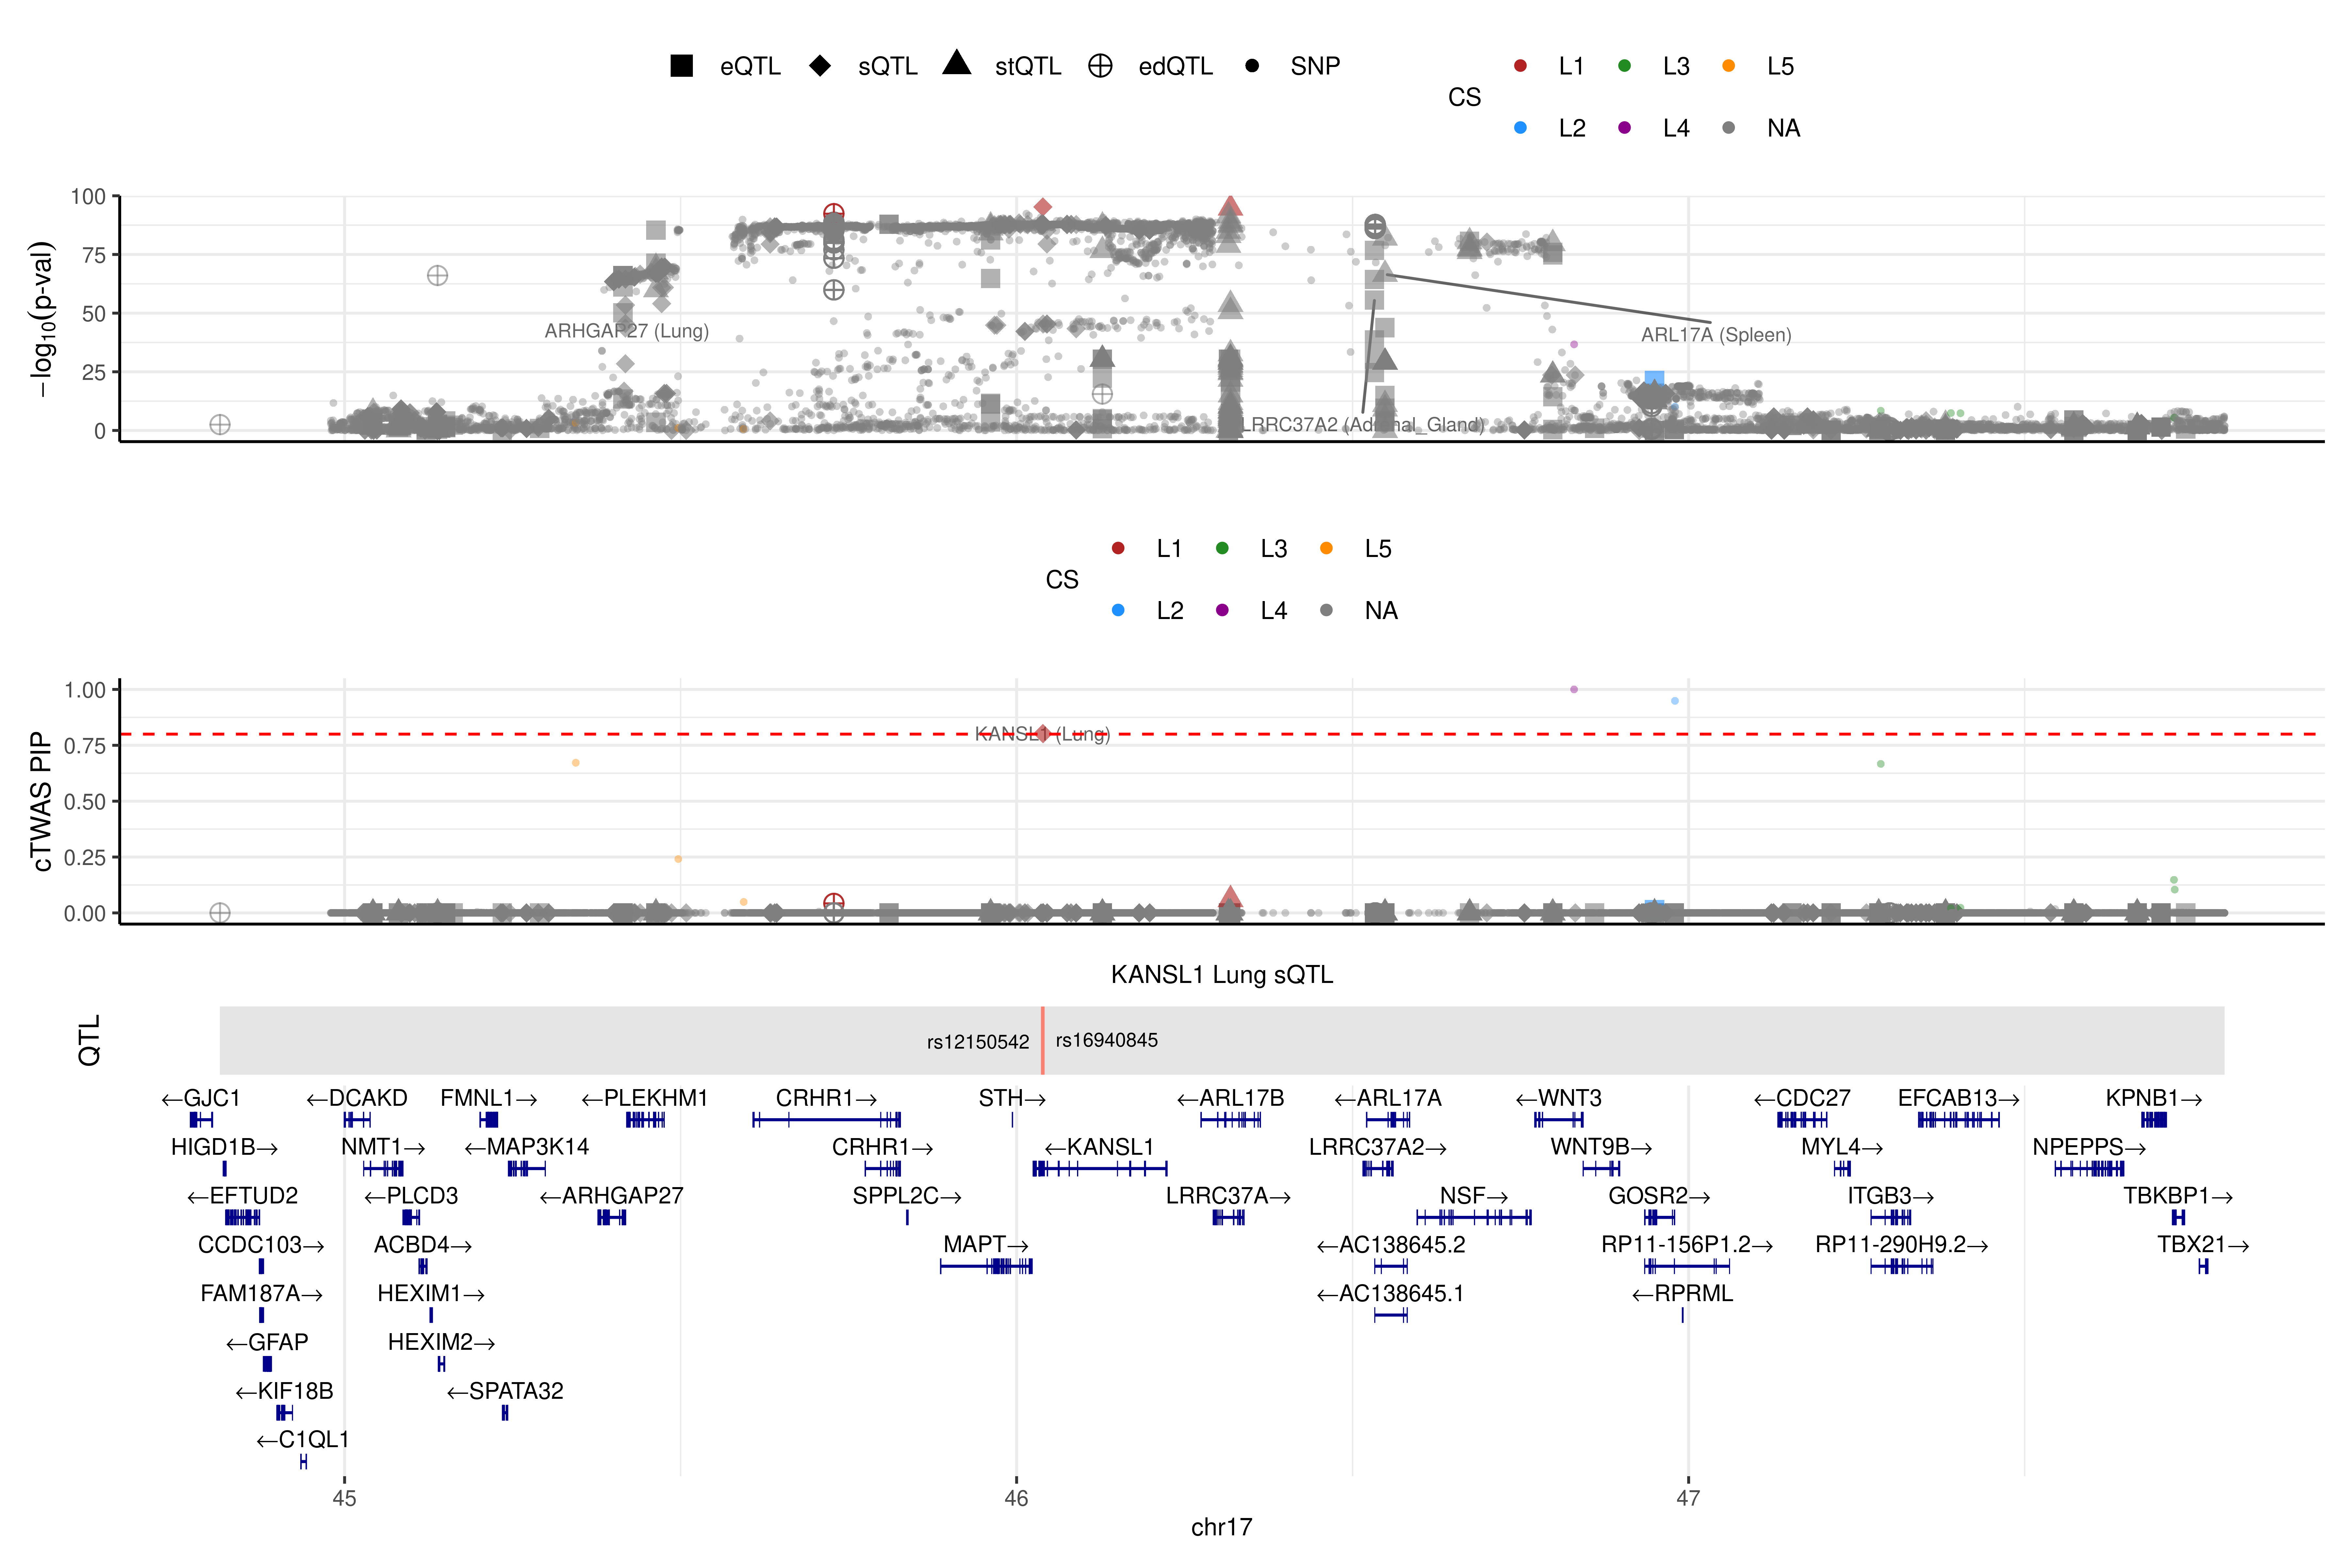 eQTL sQTL stQTL edQTL SNP
CS
L1 L3 L5
L2 L4 NA
−log10(p-val)
100
75
50
25
0
ARHGAP27 (Lung)
ARL17A (Spleen)
LRRC37A2 (Adrenal_Gland)
CS
L1 L3 L5
L2 L4 NA
cTWAS PIP
1.00
0.75
0.50
0.25
0.00
KANSL1 (Lung)
KANSL1 Lung sQTL
QTL
rs12150542 rs16940845
←GJC1 ←DCAKD FMNL1→ ←PLEKHM1 CRHR1→ STH→ ←ARL17B ←ARL17A ←WNT3 ←CDC27 EFCAB13→ KPNB1→
HIGD1B→ NMT1→ ←MAP3K14 CRHR1→ ←KANSL1 LRRC37A2→ WNT9B→ MYL4→ NPEPPS→
←EFTUD2 ←PLCD3 ←ARHGAP27 SPPL2C→ LRRC37A→ NSF→ GOSR2→ ITGB3→ TBKBP1→
CCDC103→ ACBD4→ MAPT→ ←AC138645.2 RP11-156P1.2→ RP11-290H9.2→ TBX21→
FAM187A→ HEXIM1→ ←AC138645.1 ←RPRML
←GFAP HEXIM2→
←KIF18B ←SPATA32
←C1QL1
45 46 47
chr17